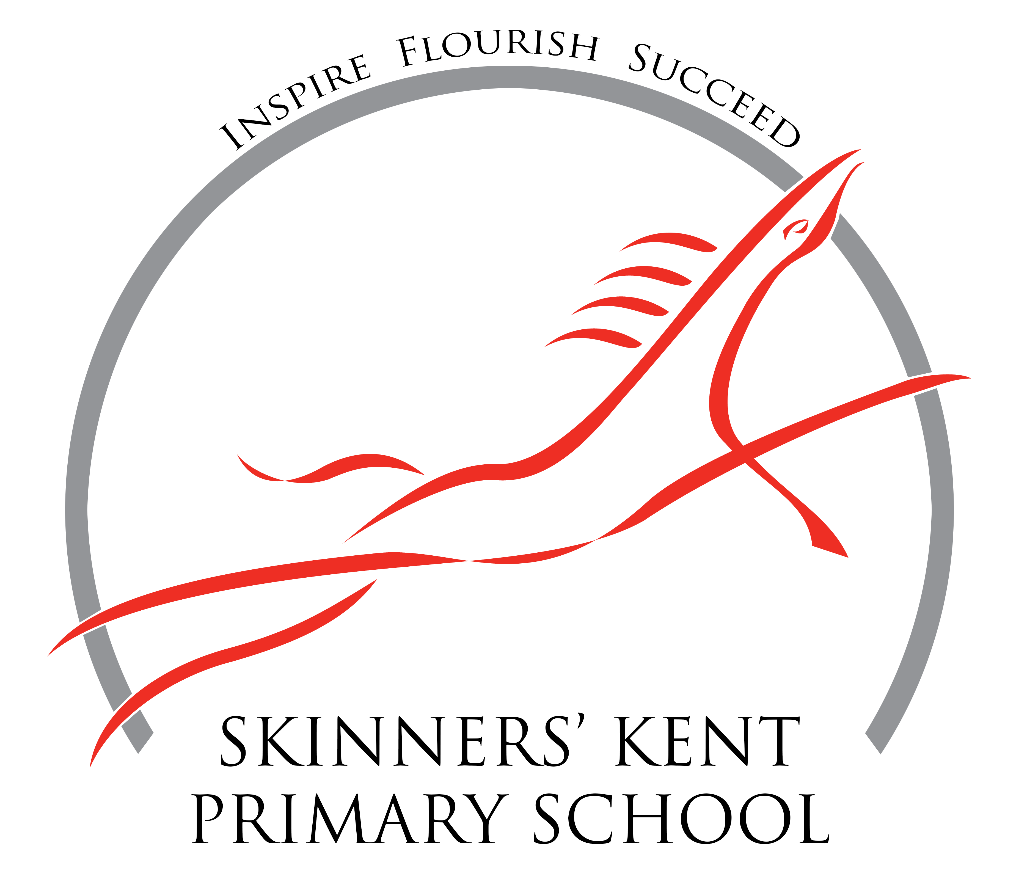 Inspire Flourish Succeed
SKINNERS’ KENT
PRIMARY SCHOOL